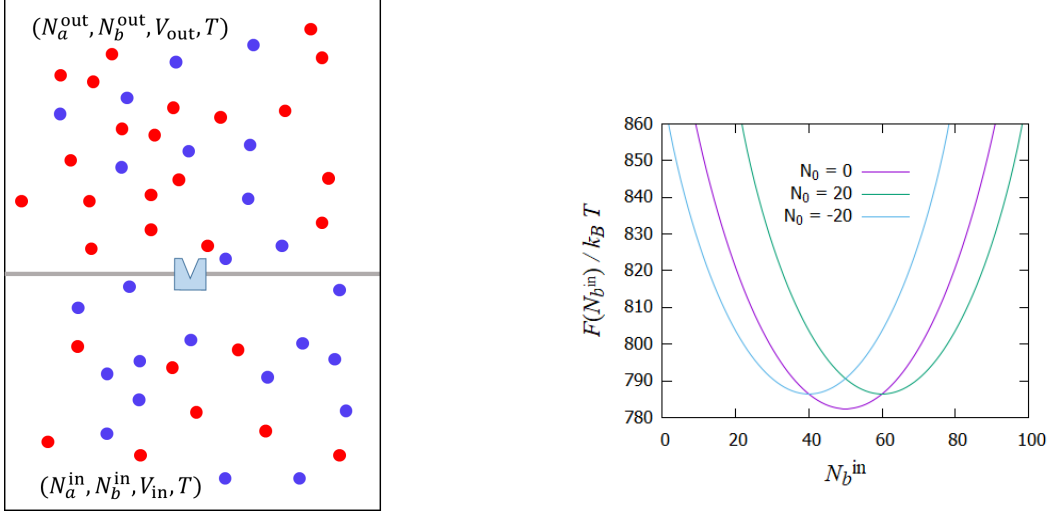 (N_a^out, N_b^out, V_out, T)
(N_a^in, N_b^in, V_in, T)
860
850
840
830
820
810
800
790
780
F(N_b^in) / k_B T
N_0 = 0
N_0 = 20
N_0 = -20
0 20 40 60 80 100
N_b^in